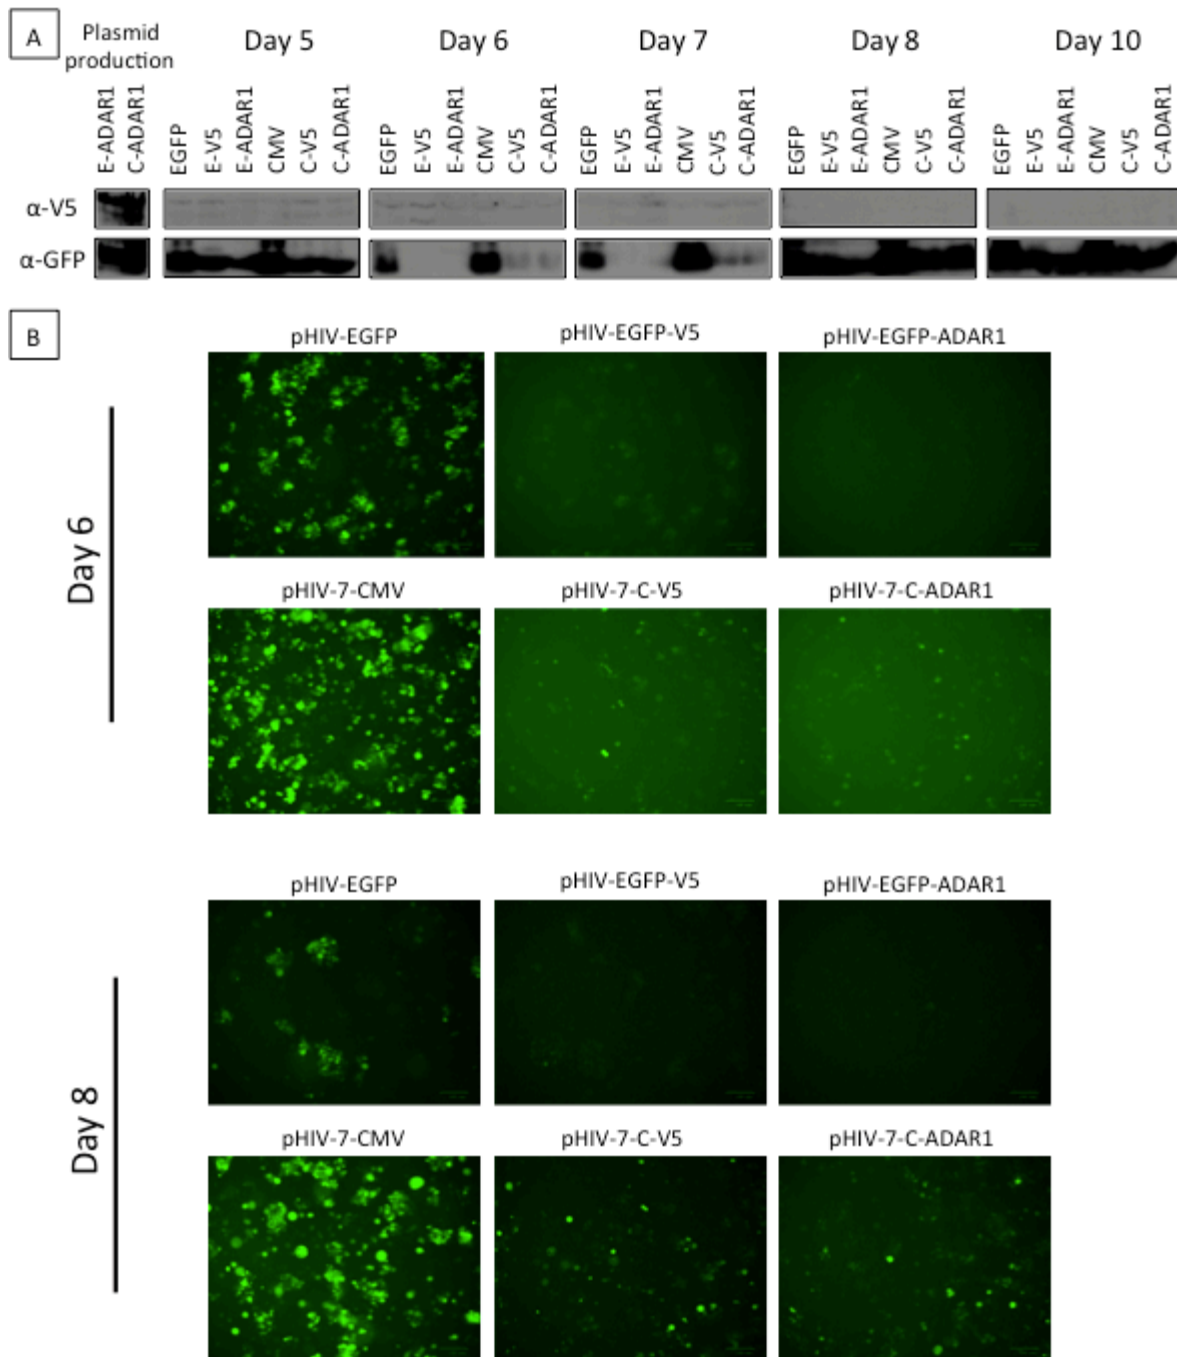 A
Plasmid production
Day 5
Day 6
Day 7
Day 8
Day 10
E-ADAR1
C-ADAR1
EGFP
E-V5
E-ADAR1
CMV
C-V5
C-ADAR1
EGFP
E-V5
E-ADAR1
CMV
C-V5
C-ADAR1
EGFP
E-V5
E-ADAR1
CMV
C-V5
C-ADAR1
EGFP
E-V5
E-ADAR1
CMV
C-V5
C-ADAR1
EGFP
E-V5
E-ADAR1
CMV
C-V5
C-ADAR1
α-V5
α-GFP
B
Day 6
pHIV-EGFP
pHIV-EGFP-V5
pHIV-EGFP-ADAR1
pHIV-7-CMV
pHIV-7-C-V5
pHIV-7-C-ADAR1
Day 8
pHIV-EGFP
pHIV-EGFP-V5
pHIV-EGFP-ADAR1
pHIV-7-CMV
pHIV-7-C-V5
pHIV-7-C-ADAR1